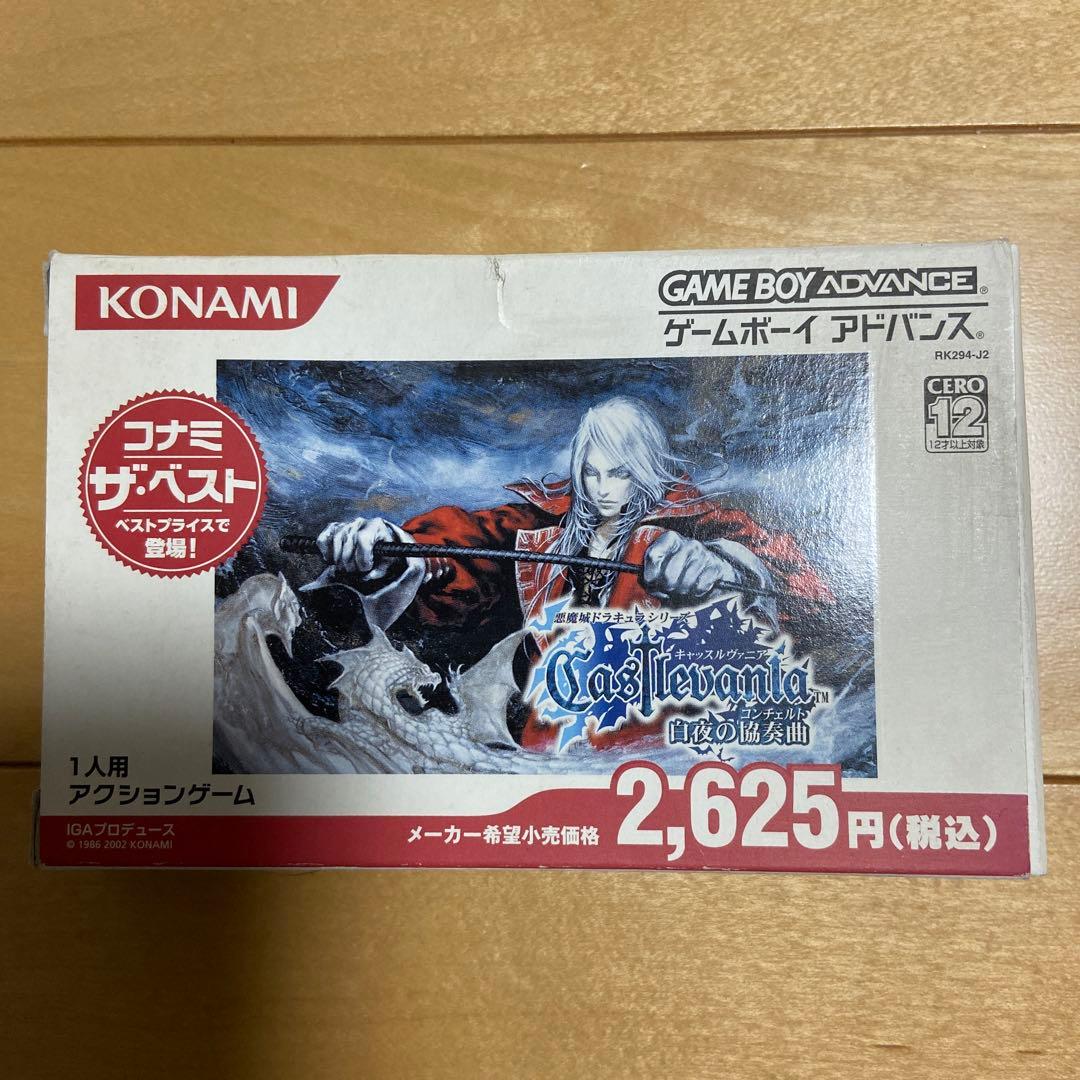 KONAMI
GAME BOY ADVANCE®
ゲームボーイ アドバンス®
RK294-J2
CERO
12
12才以上対象
コナミ
ザ・ベスト
ベストプライスで
登場!
悪魔城ドラキュラシリーズ
キャッスルヴァニア
Castlevania™
コンチェルト
白夜の協奏曲
1人用
アクションゲーム
IGAプロデュース
© 1986 2002 KONAMI
メーカー希望小売価格 2,625円(税込)